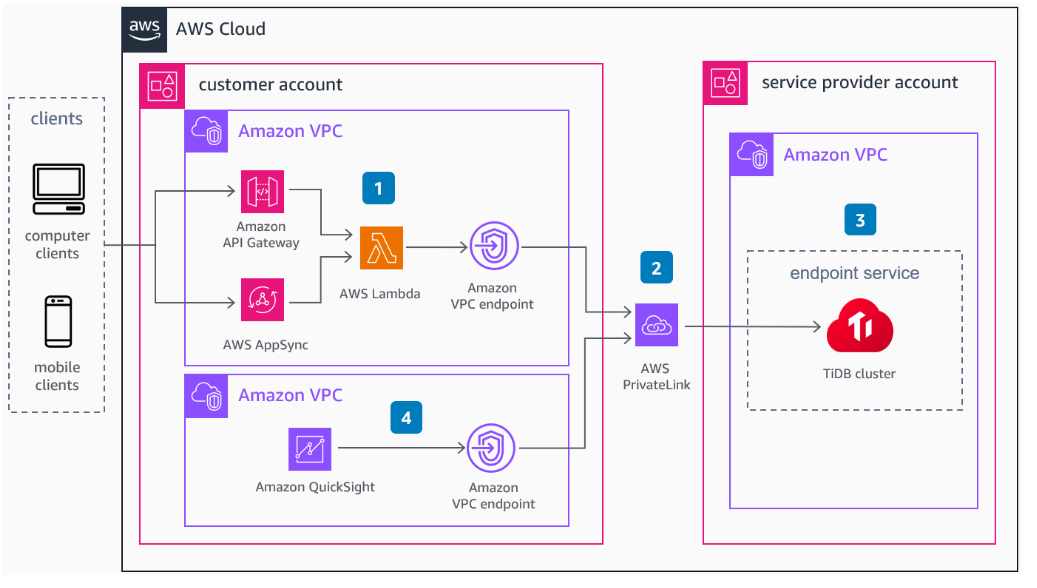 aws
AWS Cloud
clients
computer
clients
mobile
clients
customer account
Amazon VPC
Amazon
API Gateway
AWS AppSync
1
AWS Lambda
Amazon
VPC endpoint
Amazon VPC
Amazon QuickSight
4
Amazon
VPC endpoint
2
AWS
PrivateLink
service provider account
Amazon VPC
3
endpoint service
TiDB cluster